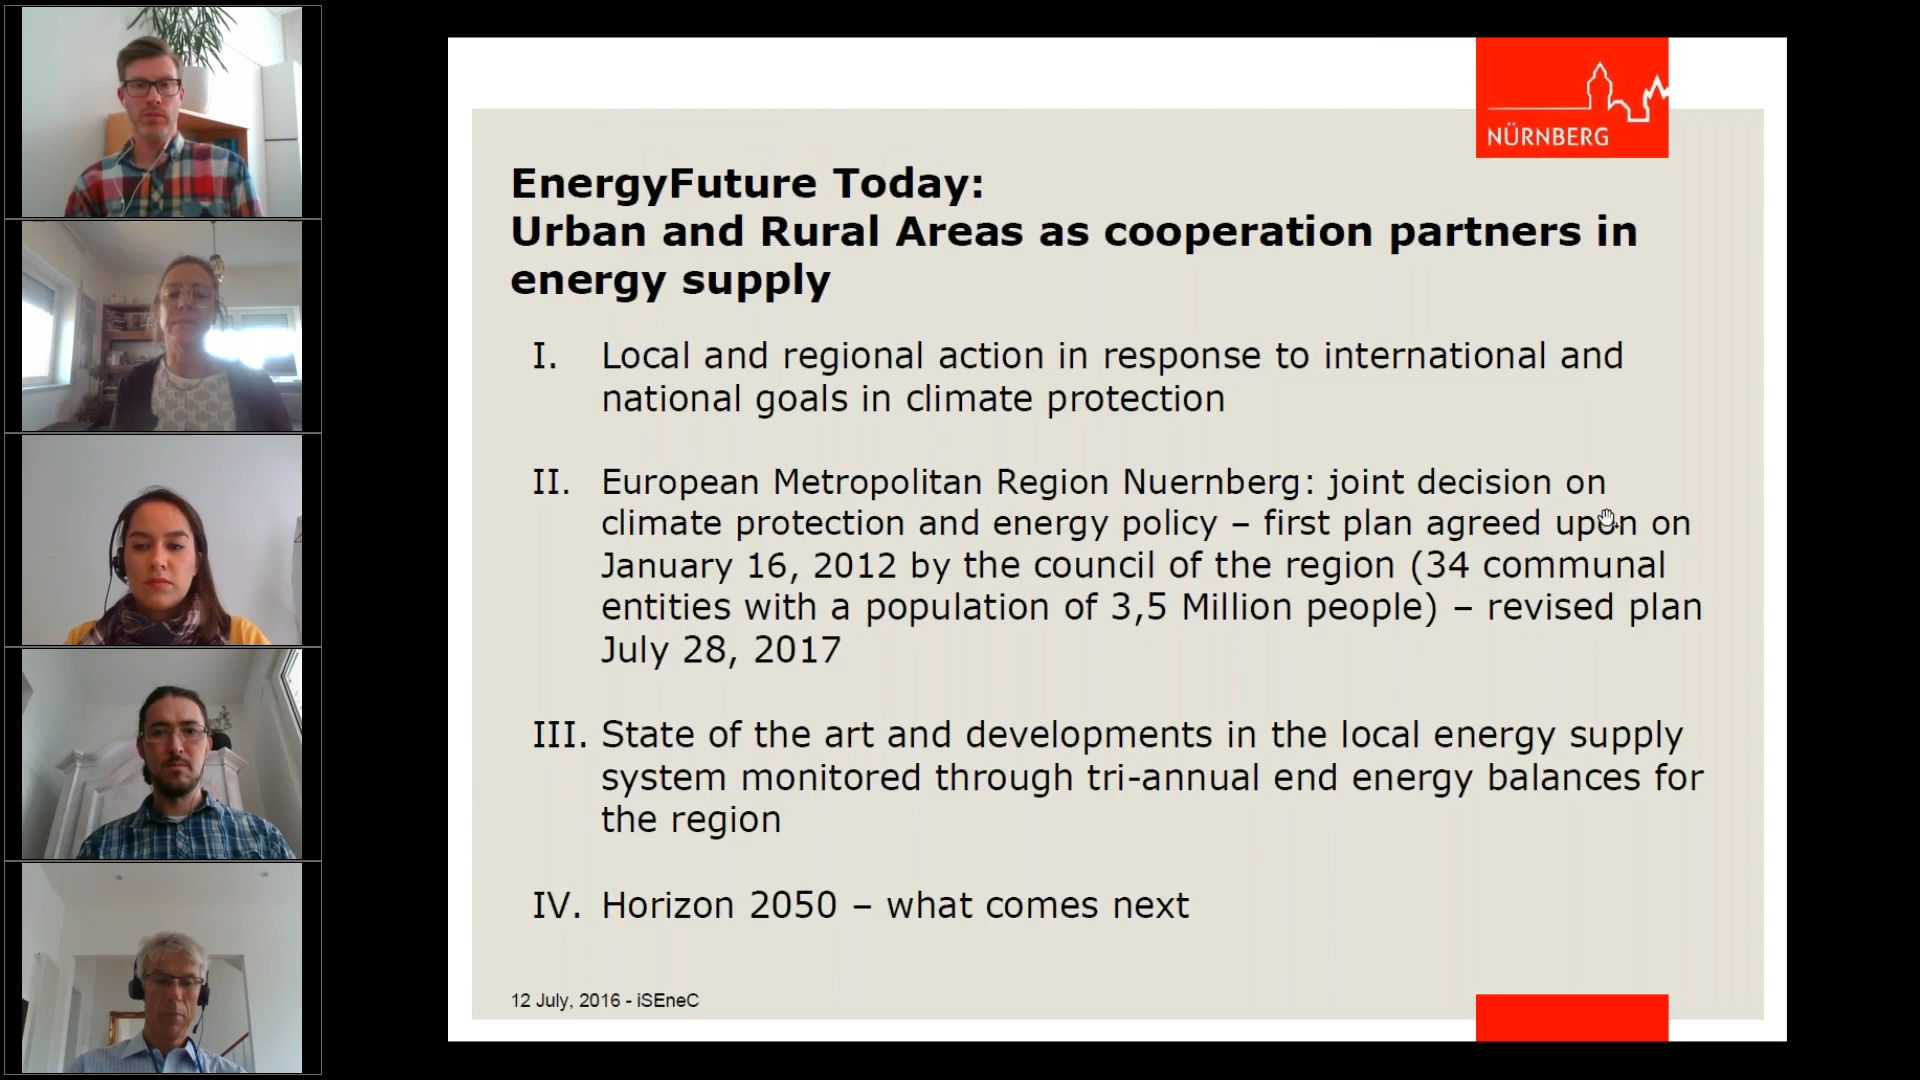 NÜRNBERG
EnergyFuture Today:
Urban and Rural Areas as cooperation partners in
energy supply
I. Local and regional action in response to international and
national goals in climate protection
II. European Metropolitan Region Nuernberg: joint decision on
climate protection and energy policy – first plan agreed upon on
January 16, 2012 by the council of the region (34 communal
entities with a population of 3,5 Million people) – revised plan
July 28, 2017
III. State of the art and developments in the local energy supply
system monitored through tri-annual end energy balances for
the region
IV. Horizon 2050 – what comes next
12 July, 2016 - iSEneC